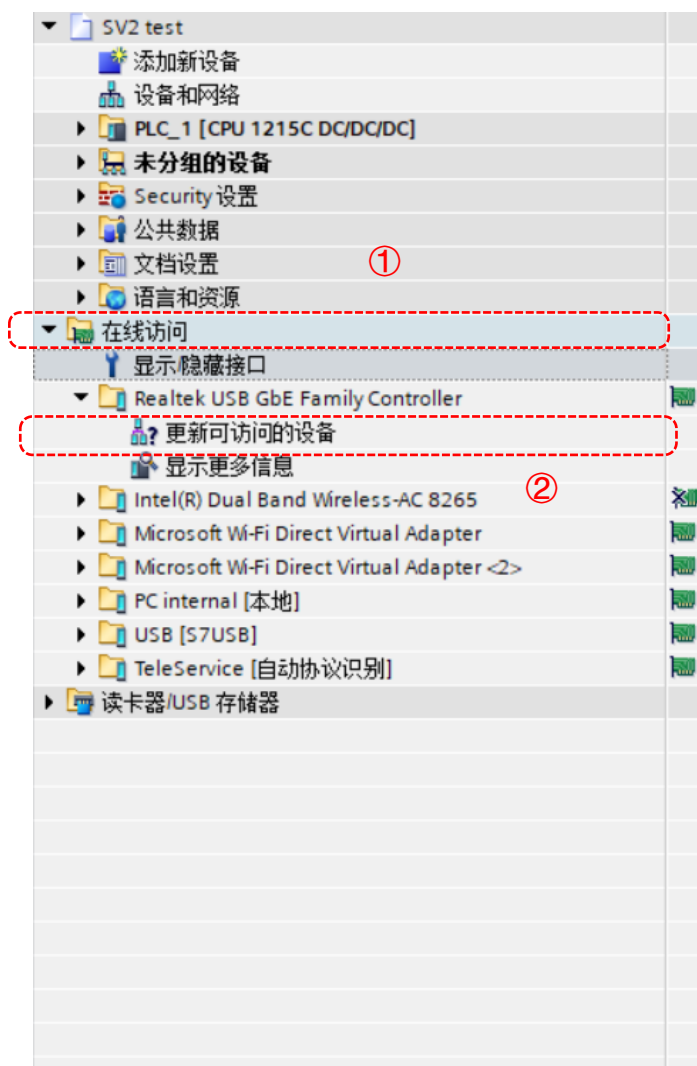 SV2 test
添加新设备
设备和网络
PLC_1 [CPU 1215C DC/DC/DC]
未分组的设备
Security 设置
公共数据
文档设置
①
语言和资源
在线访问
显示/隐藏接口
Realtek USB GbE Family Controller
更新可访问的设备
显示更多信息
②
Intel(R) Dual Band Wireless-AC 8265
Microsoft Wi-Fi Direct Virtual Adapter
Microsoft Wi-Fi Direct Virtual Adapter <2>
PC internal [本地]
USB [S7USB]
TeleService [自动协议识别]
读卡器/USB 存储器